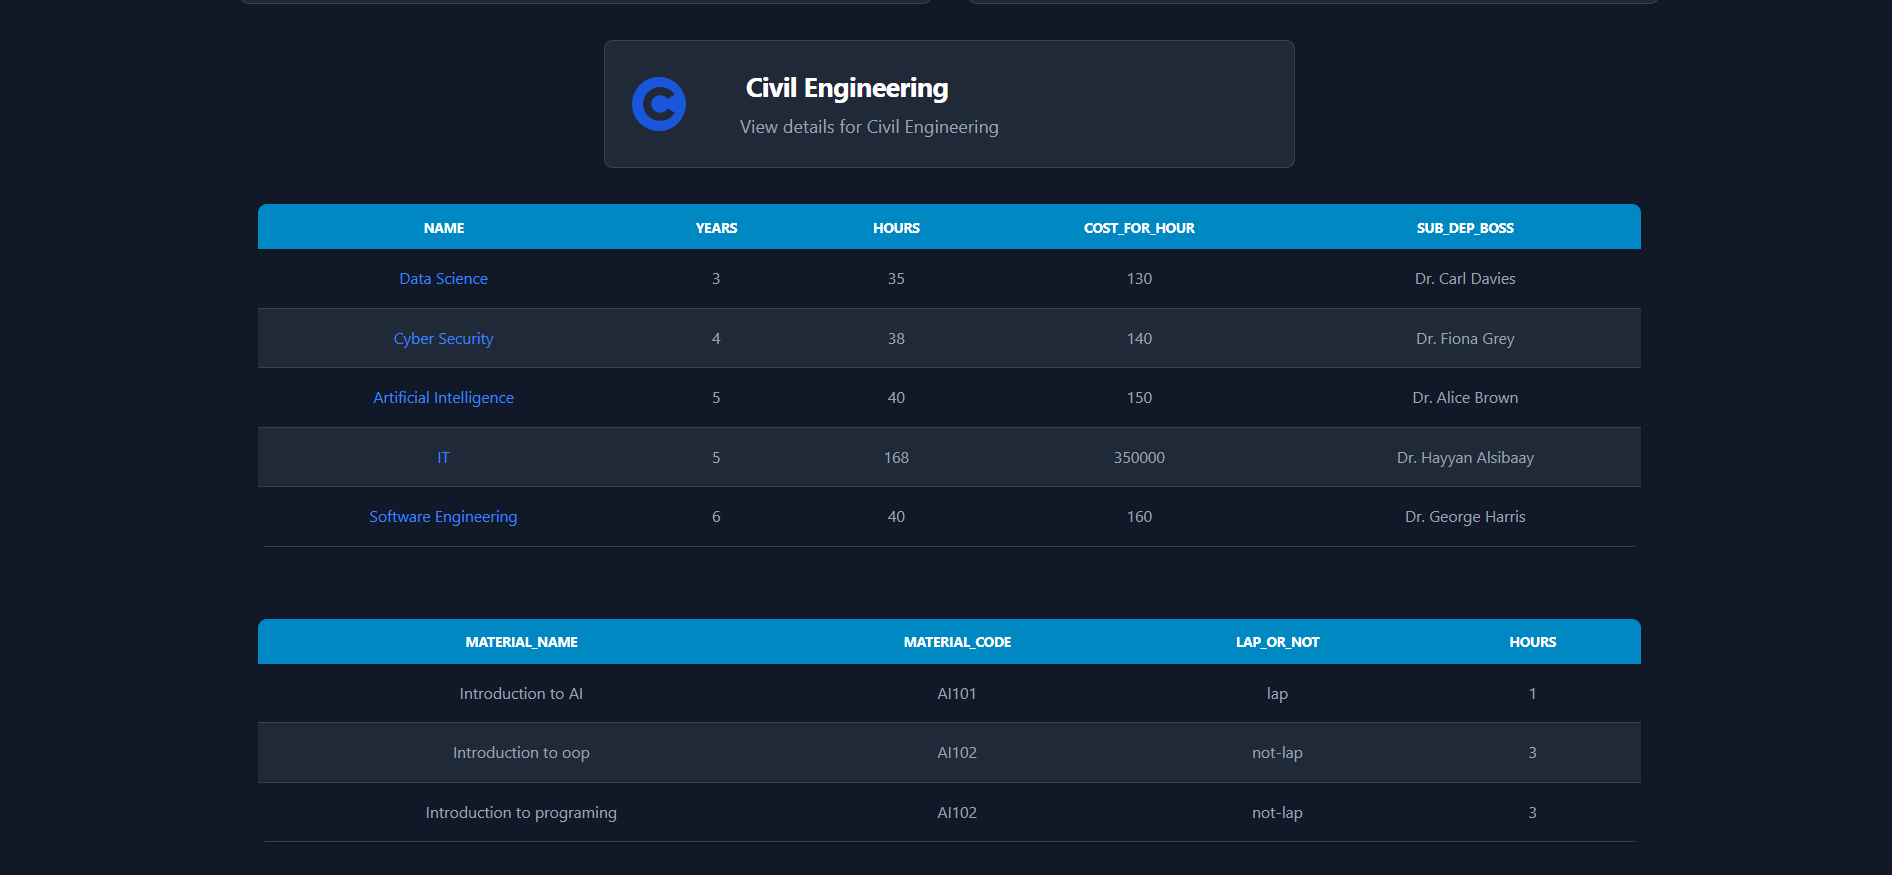 Civil Engineering
View details for Civil Engineering
NAME YEARS HOURS COST_FOR_HOUR SUB_DEP_BOSS
Data Science 3 35 130 Dr. Carl Davies
Cyber Security 4 38 140 Dr. Fiona Grey
Artificial Intelligence 5 40 150 Dr. Alice Brown
IT 5 168 350000 Dr. Hayyan Alsibaay
Software Engineering 6 40 160 Dr. George Harris
MATERIAL_NAME MATERIAL_CODE LAP_OR_NOT HOURS
Introduction to AI AI101 lap 1
Introduction to oop AI102 not-lap 3
Introduction to programing AI102 not-lap 3